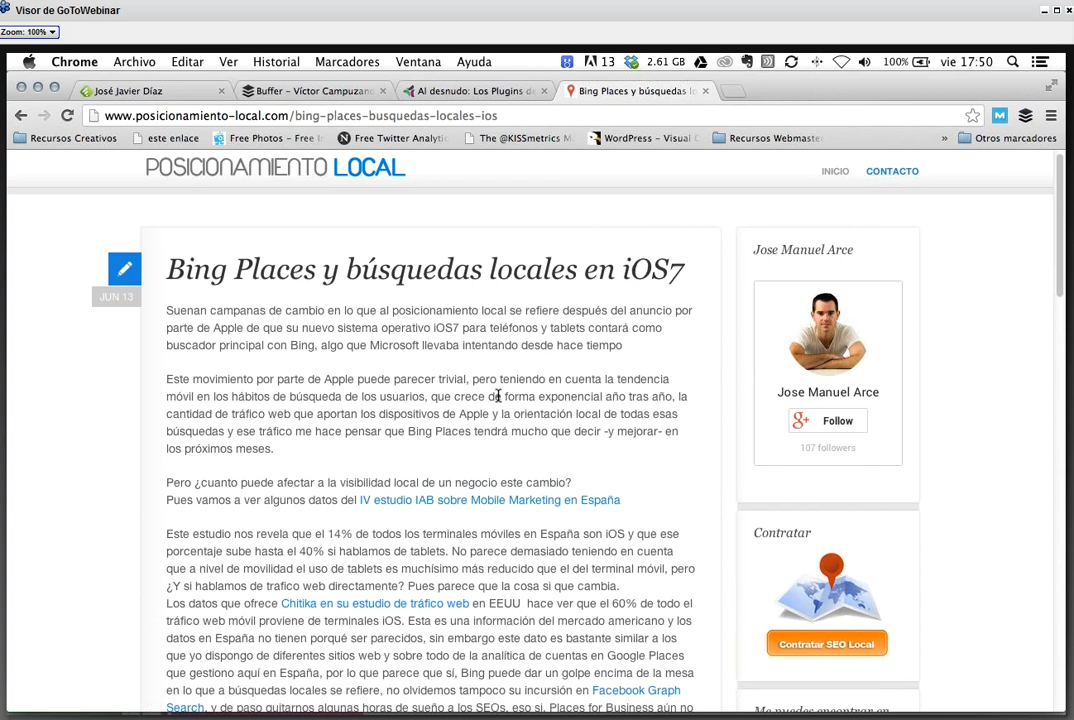 Visor de GoToWebinar
Zoom: 100%
Chrome Archivo Editar Ver Historial Marcadores Ventana Ayuda 13 2.61 GB 100% vie 17:50
José Javier Díaz Buffer – Víctor Campuzano Al desnudo: Los Plugins de Bing Places y búsquedas lo
www.posicionamiento-local.com/bing-places-busquedas-locales-ios
Recursos Creativos este enlace Free Photos – Free I Free Twitter Analytic The @KISSmetrics M WordPress – Visual C Recursos Webmaster » Otros marcadores
POSICIONAMIENTO LOCAL
INICIO CONTACTO
Bing Places y búsquedas locales en iOS7
JUN 13
Suenan campanas de cambio en lo que al posicionamiento local se refiere después del anuncio por
parte de Apple de que su nuevo sistema operativo iOS7 para teléfonos y tablets contará como
buscador principal con Bing, algo que Microsoft llevaba intentando desde hace tiempo
Este movimiento por parte de Apple puede parecer trivial, pero teniendo en cuenta la tendencia
móvil en los hábitos de búsqueda de los usuarios, que crece de forma exponencial año tras año, la
cantidad de tráfico web que aportan los dispositivos de Apple y la orientación local de todas esas
búsquedas y ese tráfico me hace pensar que Bing Places tendrá mucho que decir -y mejorar- en
los próximos meses.
Pero ¿cuanto puede afectar a la visibilidad local de un negocio este cambio?
Pues vamos a ver algunos datos del IV estudio IAB sobre Mobile Marketing en España
Este estudio nos revela que el 14% de todos los terminales móviles en España son iOS y que ese
porcentaje sube hasta el 40% si hablamos de tablets. No parece demasiado teniendo en cuenta
que a nivel de movilidad el uso de tablets es muchísimo más reducido que el del terminal móvil, pero
¿Y si hablamos de trafico web directamente? Pues parece que la cosa si que cambia.
Los datos que ofrece Chitika en su estudio de tráfico web en EEUU hace ver que el 60% de todo el
tráfico web móvil proviene de terminales iOS. Esta es una información del mercado americano y los
datos en España no tienen porqué ser parecidos, sin embargo este dato es bastante similar a los
que yo dispongo de diferentes sitios web y sobre todo de la analítica de cuentas en Google Places
que gestiono aquí en España, por lo que parece que sí, Bing puede dar un golpe encima de la mesa
en lo que a búsquedas locales se refiere, no olvidemos tampoco su incursión en Facebook Graph
Search, y de paso quitarnos algunas horas de sueño a los SEOs, eso si, Places for Business aún no
Jose Manuel Arce
Jose Manuel Arce
g+ Follow
107 followers
Contratar
Contratar SEO Local
Me puedes encontrar en